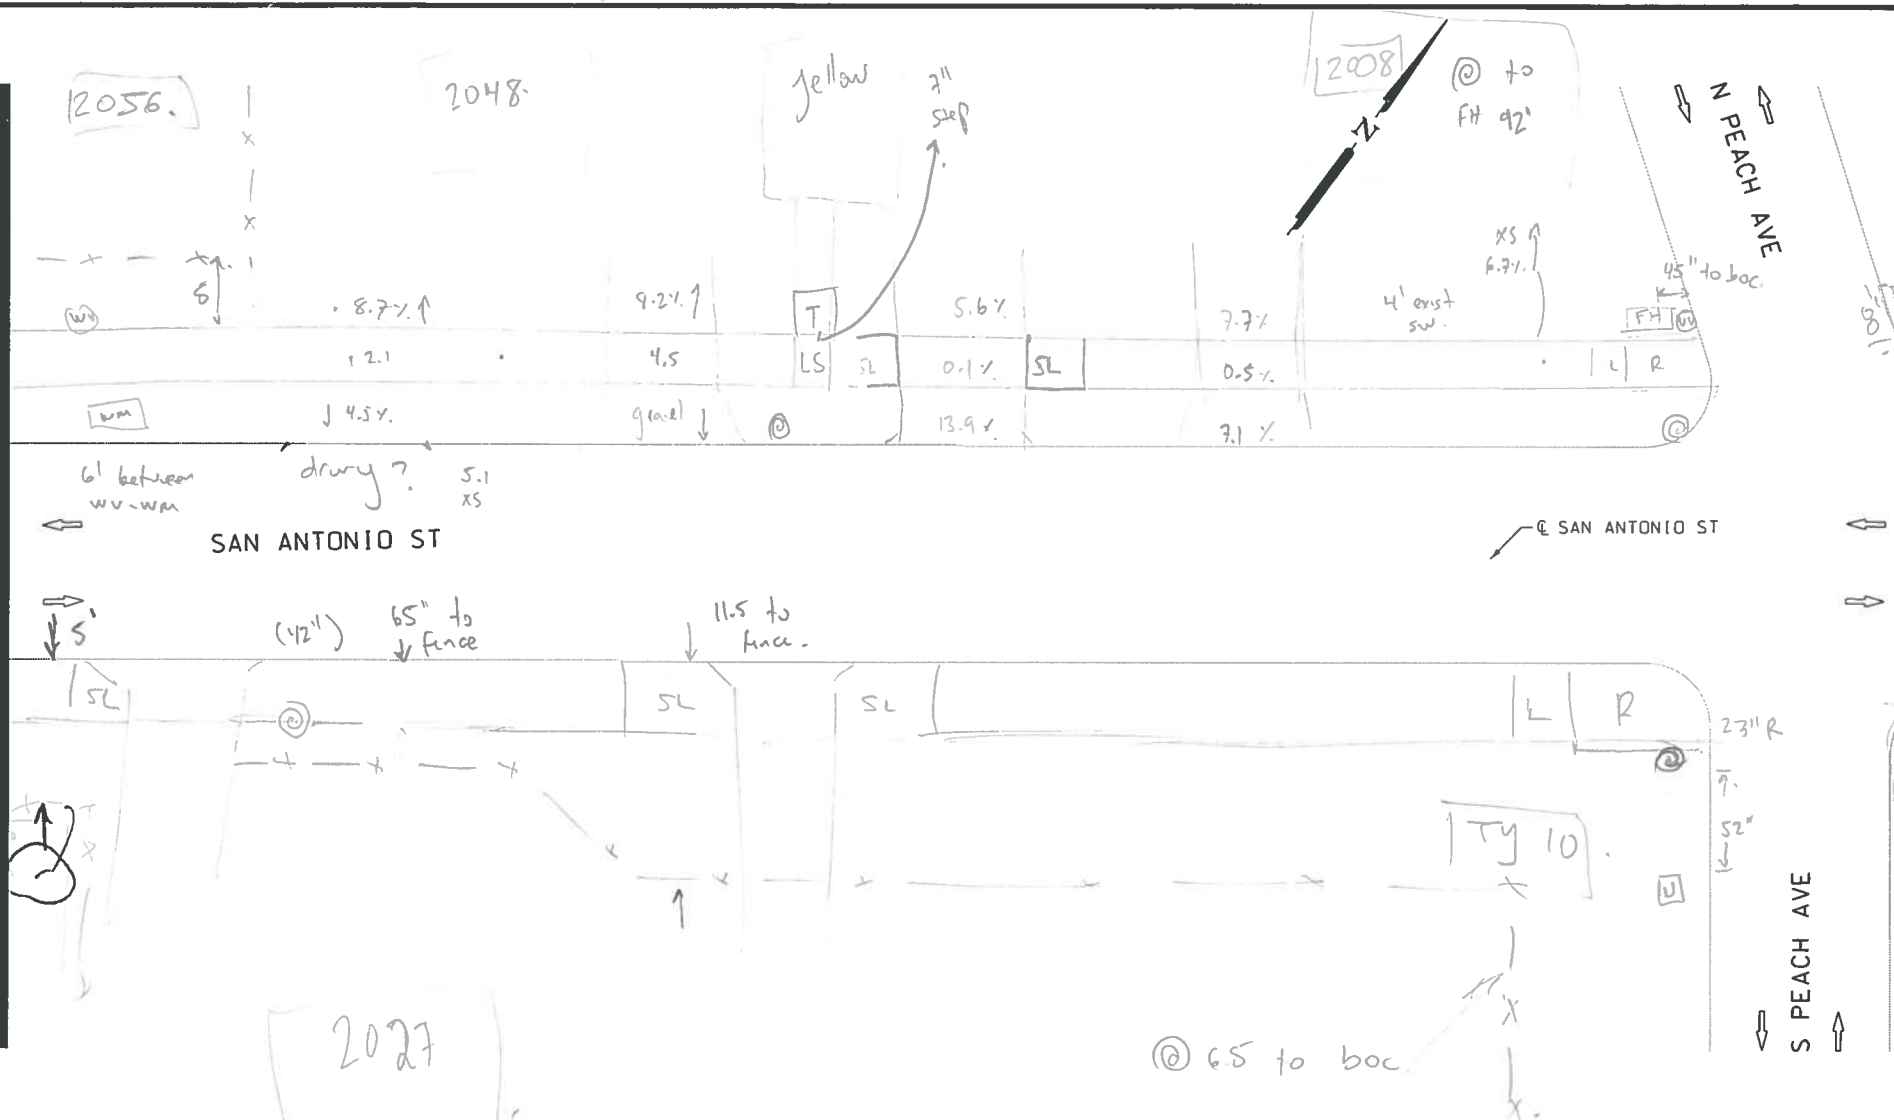 2056.
2048.
yellow
7"
step
2008
@ to
FH 92'
N
N PEACH AVE
XS
6.7%
45" to boc.
8.7%
9.2%
T
5.6%
7.7%
4' exist
sw.
FH
WV
WV
2.1
4.5
LS
SL
0.1%
SL
0.5%
L
R
WM
4.5%
gravel
13.9%
7.1%
6' between
WV-WM
5.1
XS
SAN ANTONIO ST
℄ SAN ANTONIO ST
5'
(42")
65" to
fence
11.5 to
fence.
SL
SL
SL
L
R
23" R
52"
TY 10.
U
S PEACH AVE
2027
@ 6.5 to boc.